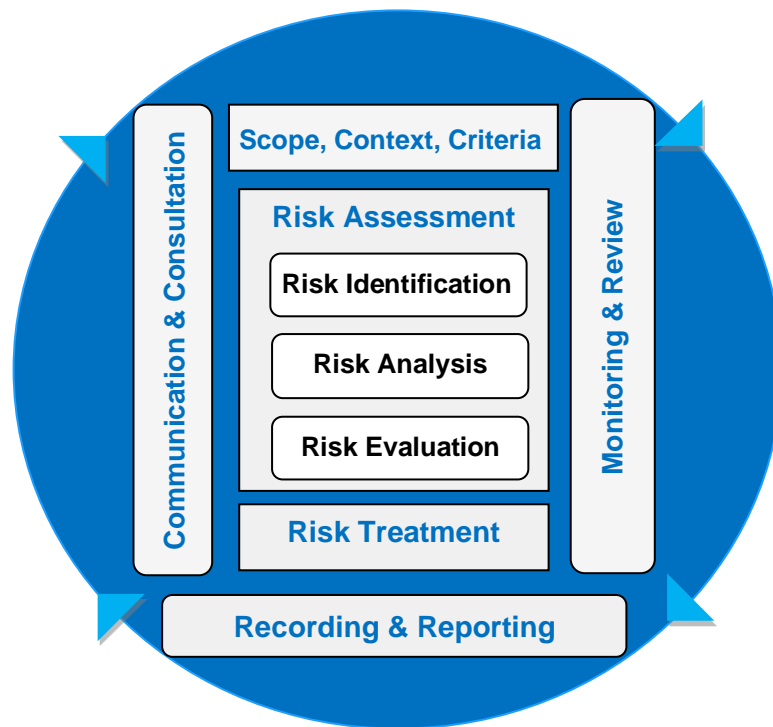 Scope, Context, Criteria
Communication & Consultation
Risk Assessment
Risk Identification
Risk Analysis
Risk Evaluation
Monitoring & Review
Risk Treatment
Recording & Reporting